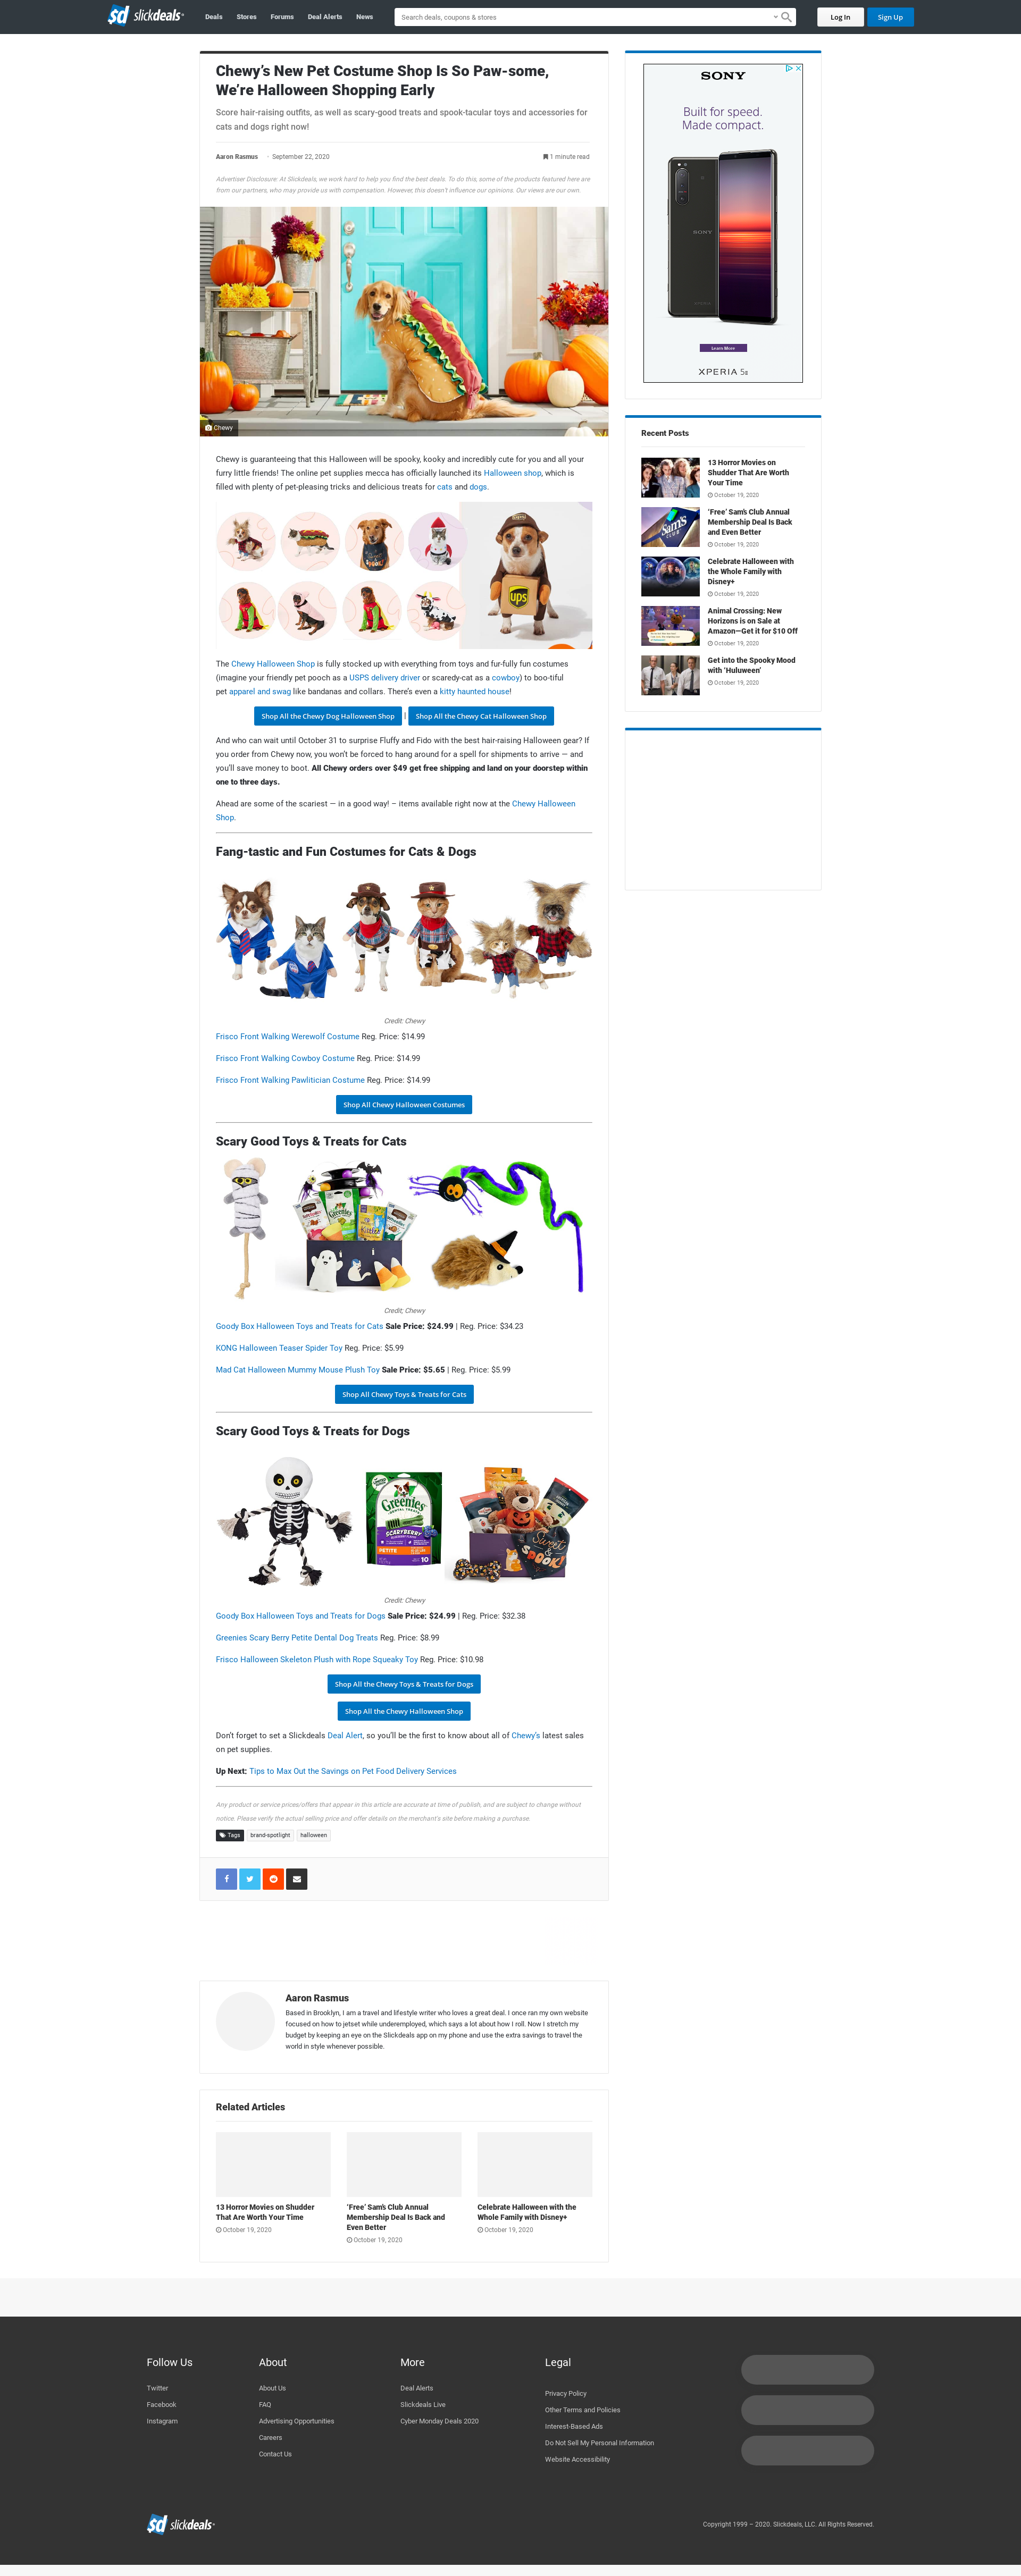 sd slickdeals
Deals
Stores
Forums
Deal Alerts
News
Search deals, coupons & stores
Log In
Sign Up
Chewy’s New Pet Costume Shop Is So Paw-some,
We’re Halloween Shopping Early
Score hair-raising outfits, as well as scary-good treats and spook-tacular toys and accessories for
cats and dogs right now!
Aaron Rasmus · September 22, 2020
1 minute read
Advertiser Disclosure: At Slickdeals, we work hard to help you find the best deals. To do this, some of the products featured here are
from our partners, who may provide us with compensation. However, this doesn’t influence our opinions. Our views are our own.
Chewy
Chewy is guaranteeing that this Halloween will be spooky, kooky and incredibly cute for you and all your
furry little friends! The online pet supplies mecca has officially launched its Halloween shop, which is
filled with plenty of pet-pleasing tricks and delicious treats for cats and dogs.
ups
The Chewy Halloween Shop is fully stocked up with everything from toys and fur-fully fun costumes
(imagine your friendly pet pooch as a USPS delivery driver or scaredy-cat as a cowboy) to boo-tiful
pet apparel and swag like bandanas and collars. There’s even a kitty haunted house!
Shop All the Chewy Dog Halloween Shop | Shop All the Chewy Cat Halloween Shop
And who can wait until October 31 to surprise Fluffy and Fido with the best hair-raising Halloween gear? If
you order from Chewy now, you won’t be forced to hang around for a spell for shipments to arrive — and
you’ll save money to boot. All Chewy orders over $49 get free shipping and land on your doorstep within
one to three days.
Ahead are some of the scariest — in a good way! – items available right now at the Chewy Halloween
Shop.
Fang-tastic and Fun Costumes for Cats & Dogs
Credit: Chewy
Frisco Front Walking Werewolf Costume Reg. Price: $14.99
Frisco Front Walking Cowboy Costume Reg. Price: $14.99
Frisco Front Walking Pawlitician Costume Reg. Price: $14.99
Shop All Chewy Halloween Costumes
Scary Good Toys & Treats for Cats
Credit; Chewy
Goody Box Halloween Toys and Treats for Cats Sale Price: $24.99 | Reg. Price: $34.23
KONG Halloween Teaser Spider Toy Reg. Price: $5.99
Mad Cat Halloween Mummy Mouse Plush Toy Sale Price: $5.65 | Reg. Price: $5.99
Shop All Chewy Toys & Treats for Cats
Scary Good Toys & Treats for Dogs
Greenies
SCARYBERRY
PETITE
10
Sweet & SPOOK!
Credit: Chewy
Goody Box Halloween Toys and Treats for Dogs Sale Price: $24.99 | Reg. Price: $32.38
Greenies Scary Berry Petite Dental Dog Treats Reg. Price: $8.99
Frisco Halloween Skeleton Plush with Rope Squeaky Toy Reg. Price: $10.98
Shop All the Chewy Toys & Treats for Dogs
Shop All the Chewy Halloween Shop
Don’t forget to set a Slickdeals Deal Alert, so you’ll be the first to know about all of Chewy’s latest sales
on pet supplies.
Up Next: Tips to Max Out the Savings on Pet Food Delivery Services
Any product or service prices/offers that appear in this article are accurate at time of publish, and are subject to change without
notice. Please verify the actual selling price and offer details on the merchant’s site before making a purchase.
Tags
brand-spotlight
halloween
Aaron Rasmus
Based in Brooklyn, I am a travel and lifestyle writer who loves a great deal. I once ran my own website
focused on how to jetset while underemployed, which says a lot about how I roll. Now I stretch my
budget by keeping an eye on the Slickdeals app on my phone and use the extra savings to travel the
world in style whenever possible.
Related Articles
13 Horror Movies on Shudder
That Are Worth Your Time
October 19, 2020
‘Free’ Sam’s Club Annual
Membership Deal Is Back and
Even Better
October 19, 2020
Celebrate Halloween with the
Whole Family with Disney+
October 19, 2020
SONY
Built for speed.
Made compact.
SONY
Learn More
XPERIA 5 II
Recent Posts
13 Horror Movies on
Shudder That Are Worth
Your Time
October 19, 2020
Sam's
‘Free’ Sam’s Club Annual
Membership Deal Is Back
and Even Better
October 19, 2020
Celebrate Halloween with
the Whole Family with
Disney+
October 19, 2020
Animal Crossing: New
Horizons is on Sale at
Amazon—Get it for $10 Off
October 19, 2020
Get into the Spooky Mood
with ‘Huluween’
October 19, 2020
Follow Us
Twitter
Facebook
Instagram
About
About Us
FAQ
Advertising Opportunities
Careers
Contact Us
More
Deal Alerts
Slickdeals Live
Cyber Monday Deals 2020
Legal
Privacy Policy
Other Terms and Policies
Interest-Based Ads
Do Not Sell My Personal Information
Website Accessibility
sd slickdeals
Copyright 1999 – 2020. Slickdeals, LLC. All Rights Reserved.